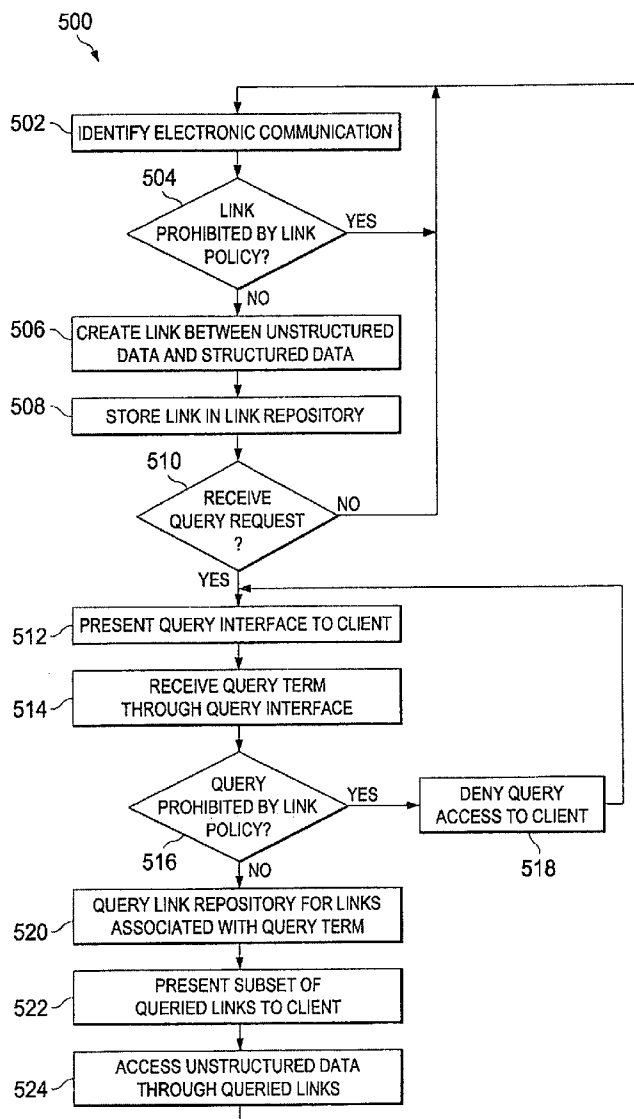 500
502
IDENTIFY ELECTRONIC COMMUNICATION
504
LINK
PROHIBITED BY LINK
POLICY?
YES
NO
506
CREATE LINK BETWEEN UNSTRUCTURED
DATA AND STRUCTURED DATA
508
STORE LINK IN LINK REPOSITORY
510
RECEIVE
QUERY REQUEST
?
NO
YES
512
PRESENT QUERY INTERFACE TO CLIENT
514
RECEIVE QUERY TERM
THROUGH QUERY INTERFACE
QUERY
PROHIBITED BY LINK
POLICY?
YES
516
NO
DENY QUERY
ACCESS TO CLIENT
518
520
QUERY LINK REPOSITORY FOR LINKS
ASSOCIATED WITH QUERY TERM
522
PRESENT SUBSET OF
QUERIED LINKS TO CLIENT
524
ACCESS UNSTRUCTURED DATA
THROUGH QUERIED LINKS